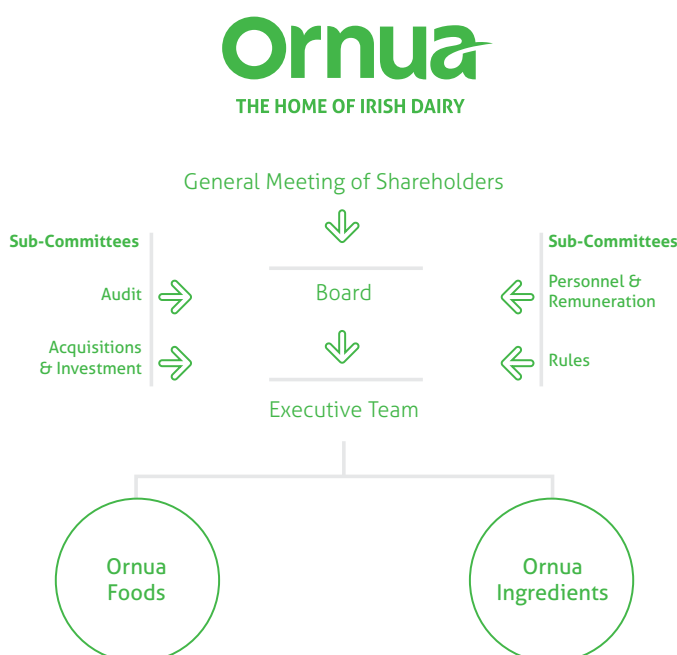 Ornua
THE HOME OF IRISH DAIRY
General Meeting of Shareholders
Sub-Committees
Audit
Acquisitions
& Investment
Board
Executive Team
Sub-Committees
Personnel &
Remuneration
Rules
Ornua
Foods
Ornua
Ingredients